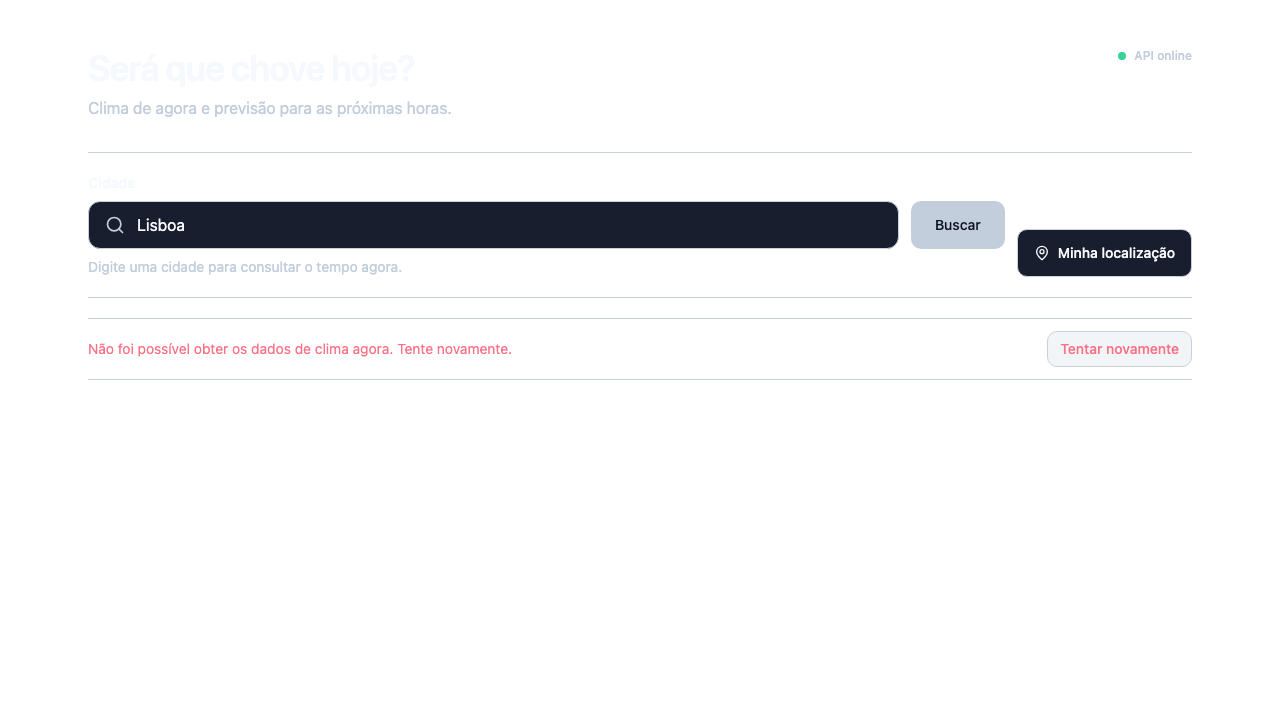 Será que chove hoje?
API online
Clima de agora e previsão para as próximas horas.
Cidade
Lisboa
Buscar
Minha localização
Digite uma cidade para consultar o tempo agora.
Não foi possível obter os dados de clima agora. Tente novamente.
Tentar novamente